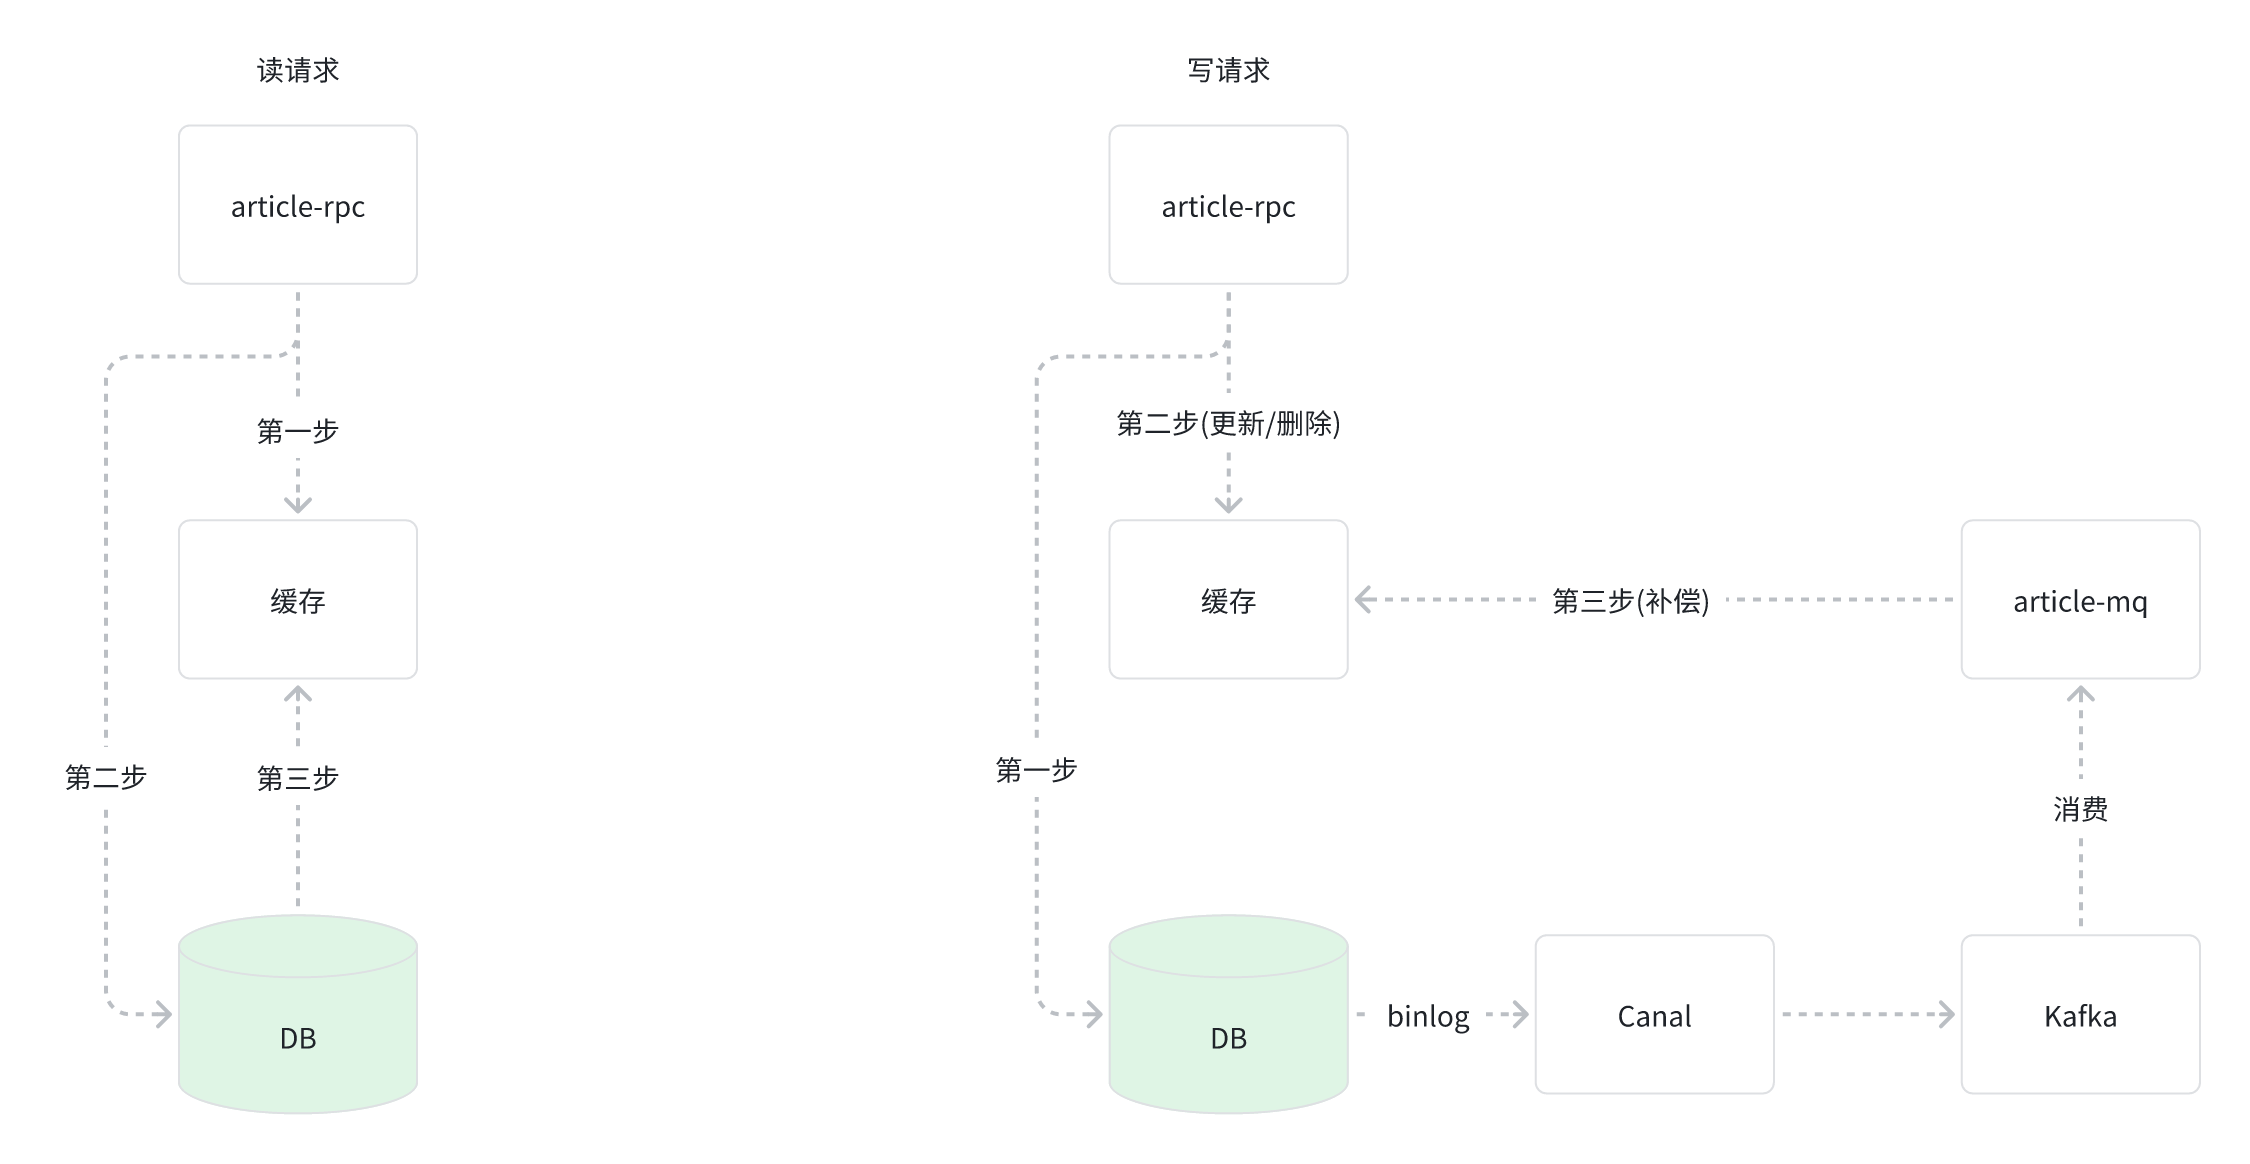 读请求
article-rpc
第一步
缓存
第二步
第三步
DB
写请求
article-rpc
第二步(更新/删除)
缓存
第三步(补偿)
article-mq
第一步
消费
DB
binlog
Canal
Kafka